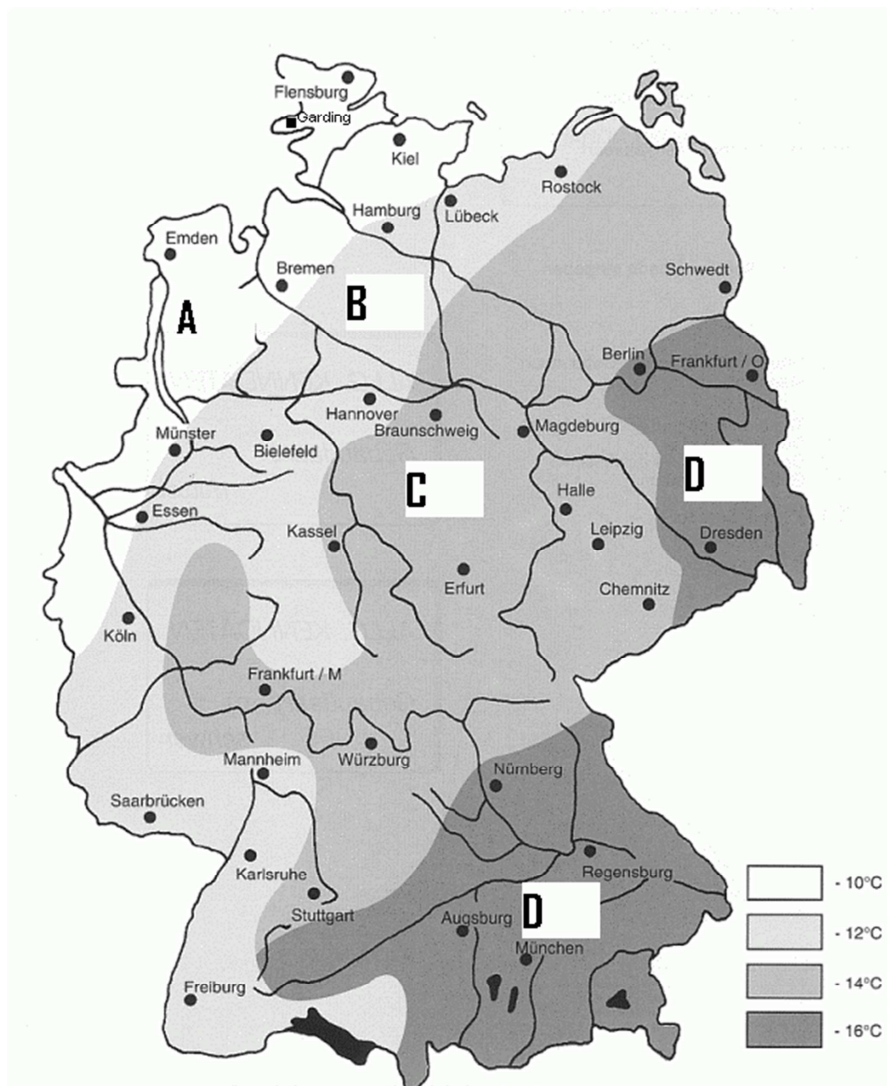 Flensburg
Garding
Kiel
Rostock
Hamburg
Lübeck
Emden
Bremen
Schwedt
A
B
Berlin
Frankfurt / O
Hannover
Braunschweig
Magdeburg
Münster
Bielefeld
C
D
Halle
Essen
Kassel
Leipzig
Dresden
Erfurt
Chemnitz
Köln
Frankfurt / M
Mannheim
Würzburg
Nürnberg
Saarbrücken
Karlsruhe
Regensburg
- 10°C
Stuttgart
Augsburg
D
- 12°C
München
Freiburg
- 14°C
- 16°C